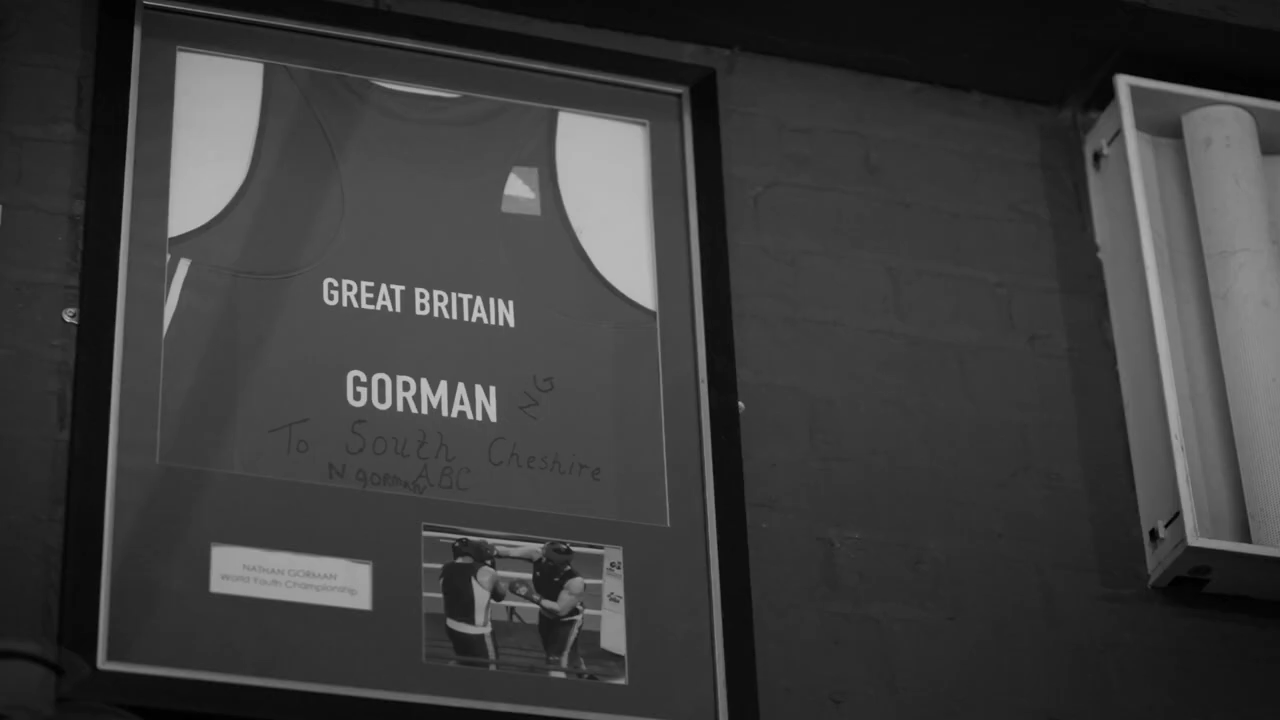 GREAT BRITAIN
GORMAN
NG
To South Cheshire
N gorman ABC
NATHAN GORMAN
World Youth Championship